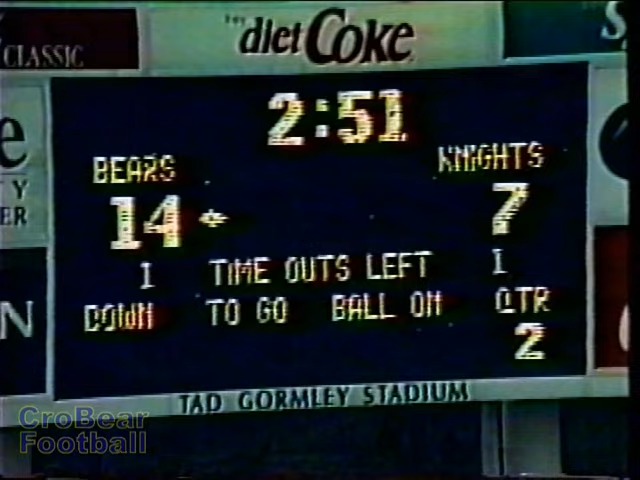 diet Coke
CLASSIC
2:51
BEARS KNIGHTS
14 7
1 TIME OUTS LEFT 1
DOWN TO GO BALL ON QTR
2
TAD GORMLEY STADIUM
CroBear
Football